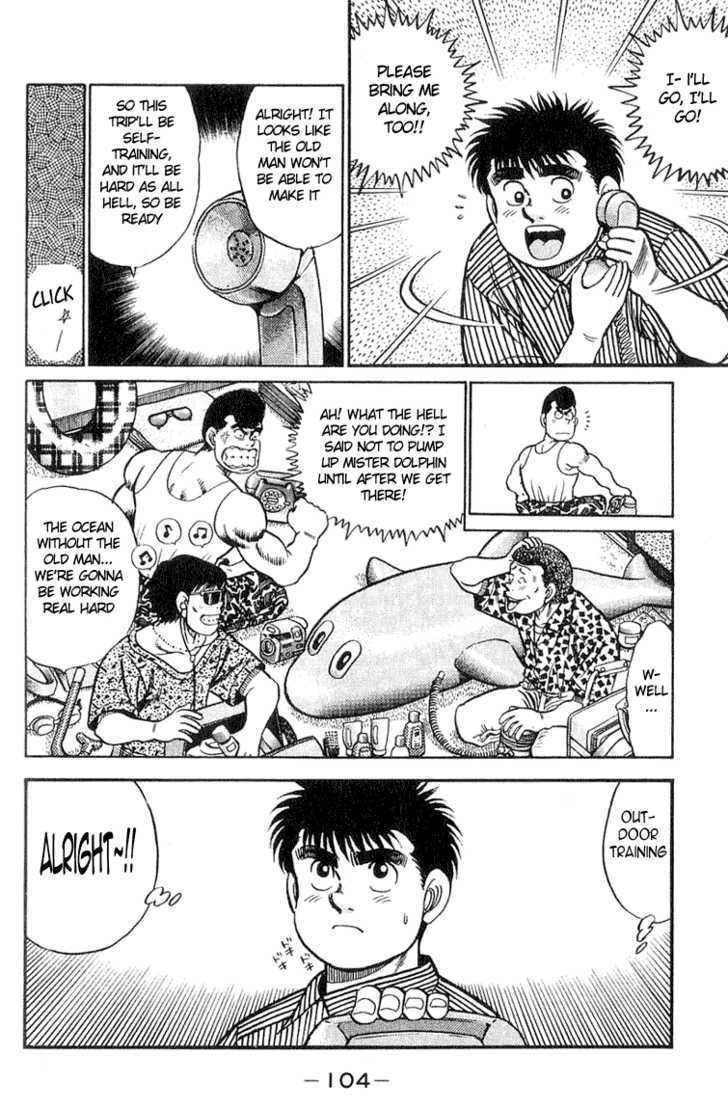 I- I'LL
GO, I'LL
GO!
PLEASE
BRING ME
ALONG,
TOO!!
ALRIGHT! IT
LOOKS LIKE
THE OLD
MAN WON'T
BE ABLE TO
MAKE IT
SO THIS
TRIP'LL BE
SELF-
TRAINING,
AND IT'LL BE
HARD AS ALL
HELL, SO BE
READY
CLICK
AH! WHAT THE HELL
ARE YOU DOING!? I
SAID NOT TO PUMP
UP MISTER DOLPHIN
UNTIL AFTER WE GET
THERE!
W-
WELL
...
THE OCEAN
WITHOUT THE
OLD MAN...
WE'RE GONNA
BE WORKING
REAL HARD
OUT-
DOOR
TRAINING
ALRIGHT~!!
ドキ
ドキ
– 104 –